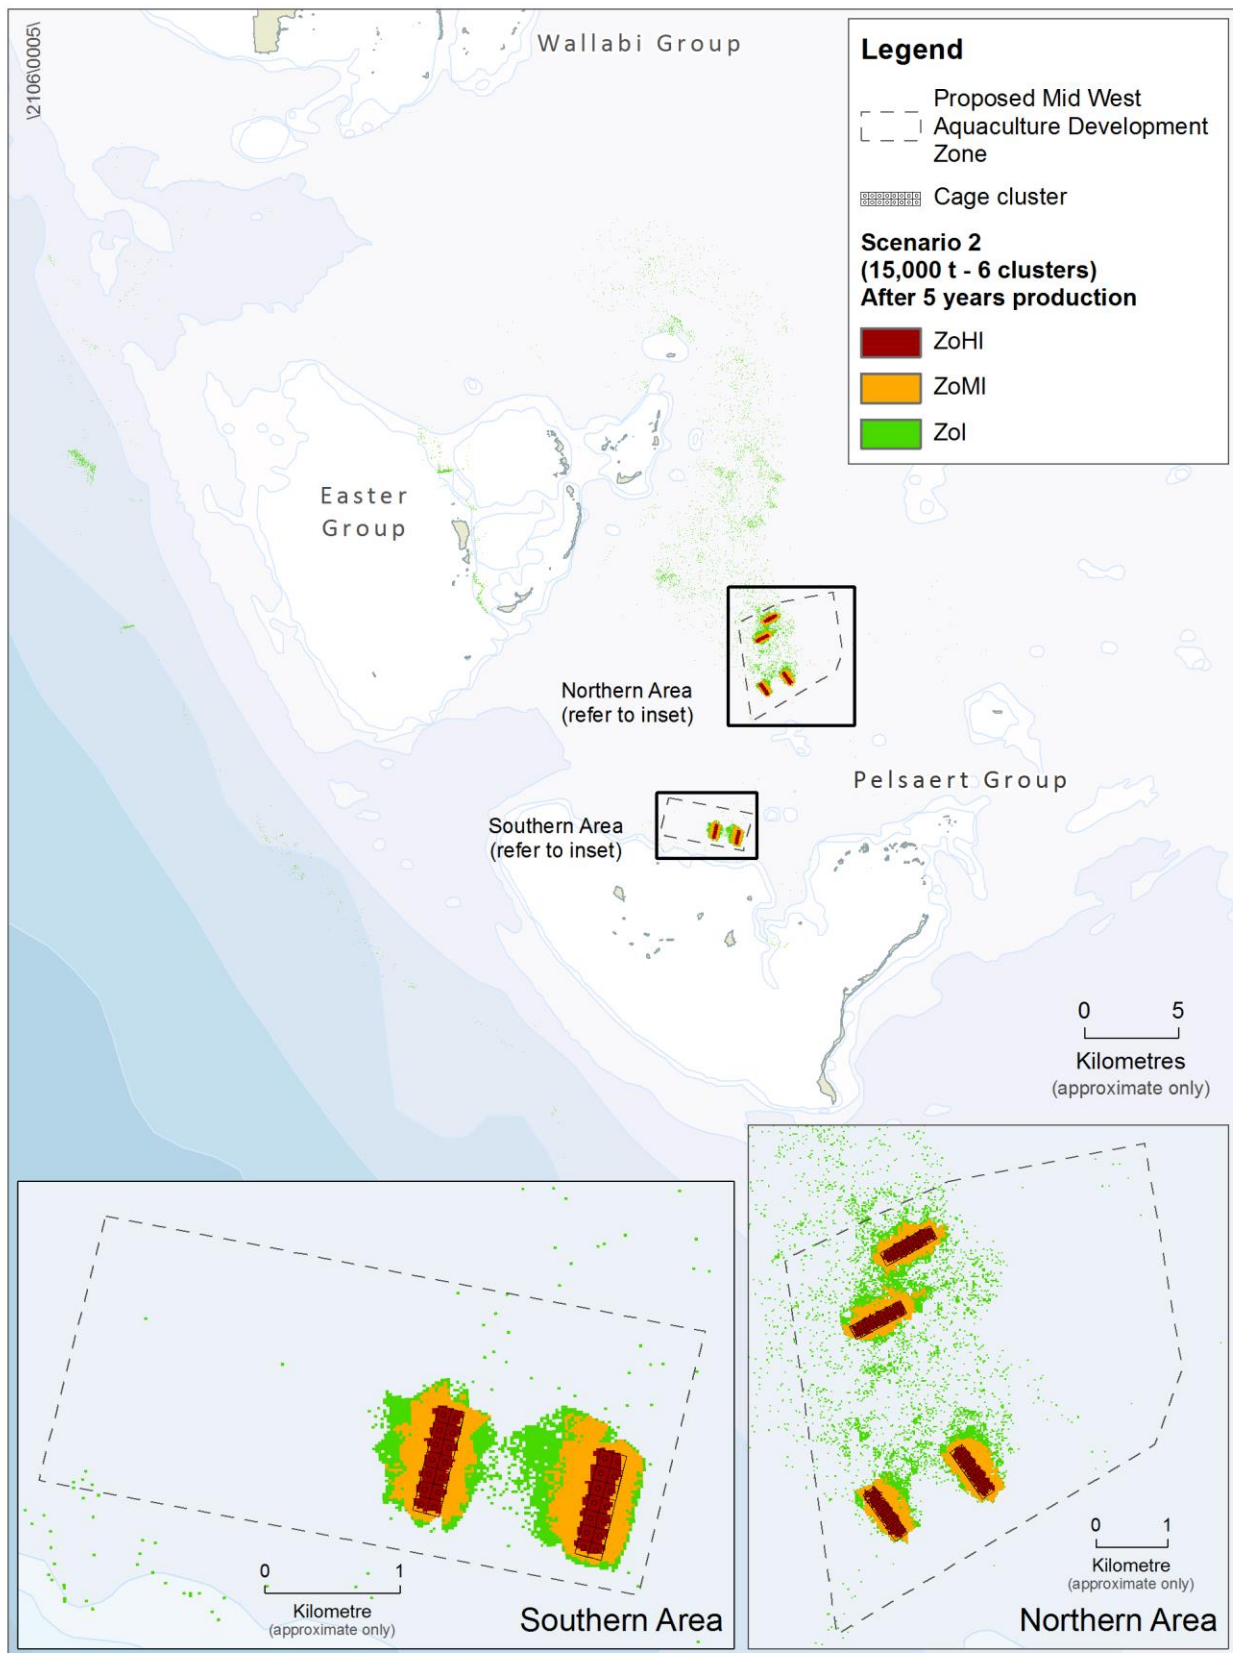 \2106\0005\
Wallabi Group
Legend
Proposed Mid West
Aquaculture Development
Zone
Cage cluster
Scenario 2
(15,000 t - 6 clusters)
After 5 years production
ZoHI
ZoMI
ZoI
Easter
Group
Northern Area
(refer to inset)
Pelsaert Group
Southern Area
(refer to inset)
0 5
Kilometres
(approximate only)
0 1
Kilometre
(approximate only)
Southern Area
0 1
Kilometre
(approximate only)
Northern Area